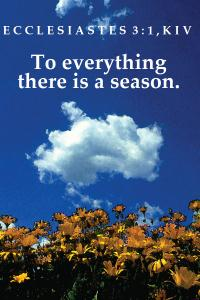 ECCLESIASTES 3:1, KJV
To everything
there is a season.